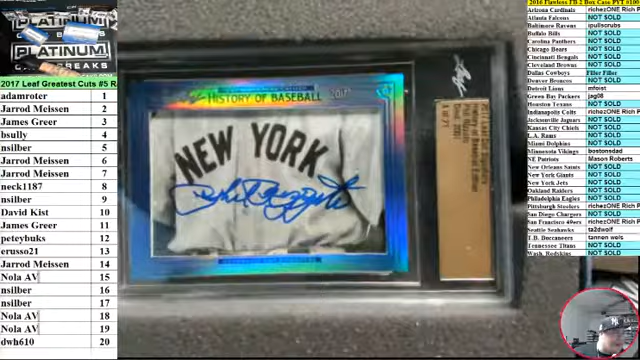 PLATINUM
BREAKS
2017 Leaf Greatest Cuts #5 R
adamroter 1
Jarrod Meissen 2
Jarrod Meissen 3
James Greer 4
bsully 5
nsilber
Jarrod Meissen 6
Jarrod Meissen 7
neck1187 8
nsilber 9
David Kist 10
James Greer 11
peteybuks 12
erusso21 13
Jarrod Meissen 14
Nola AV 15
nsilber 16
nsilber 17
Nola AV 18
Nola AV 19
dwh610 20
HISTORY OF BASEBALL 2017
NEW YORK
2016 Flawless FB 2 Box Case PYT #100
Arizona Cardinals richezONE Rich P
Atlanta Falcons NOT SOLD
Baltimore Ravens ipullscrubs
Buffalo Bills NOT SOLD
Carolina Panthers NOT SOLD
Chicago Bears NOT SOLD
Cincinnati Bengals NOT SOLD
Cleveland Browns NOT SOLD
Dallas Cowboys Filler Filler
Denver Broncos NOT SOLD
Detroit Lions mfoist
Green Bay Packers jag08
Houston Texans NOT SOLD
Indianapolis Colts richezONE Rich P
Jacksonville Jaguars NOT SOLD
Kansas City Chiefs NOT SOLD
L.A. Rams NOT SOLD
Miami Dolphins NOT SOLD
Minnesota Vikings bostonsdad
NE Patriots Mason Roberts
New Orleans Saints NOT SOLD
New York Giants NOT SOLD
New York Jets NOT SOLD
Oakland Raiders NOT SOLD
Philadelphia Eagles NOT SOLD
Pittsburgh Steelers richezONE Rich P
San Diego Chargers NOT SOLD
San Francisco 49ers richezONE Rich P
Seattle Seahawks ta2dwolf
T.B. Buccaneers tannen wels
Tennessee Titans NOT SOLD
Wash. Redskins NOT SOLD